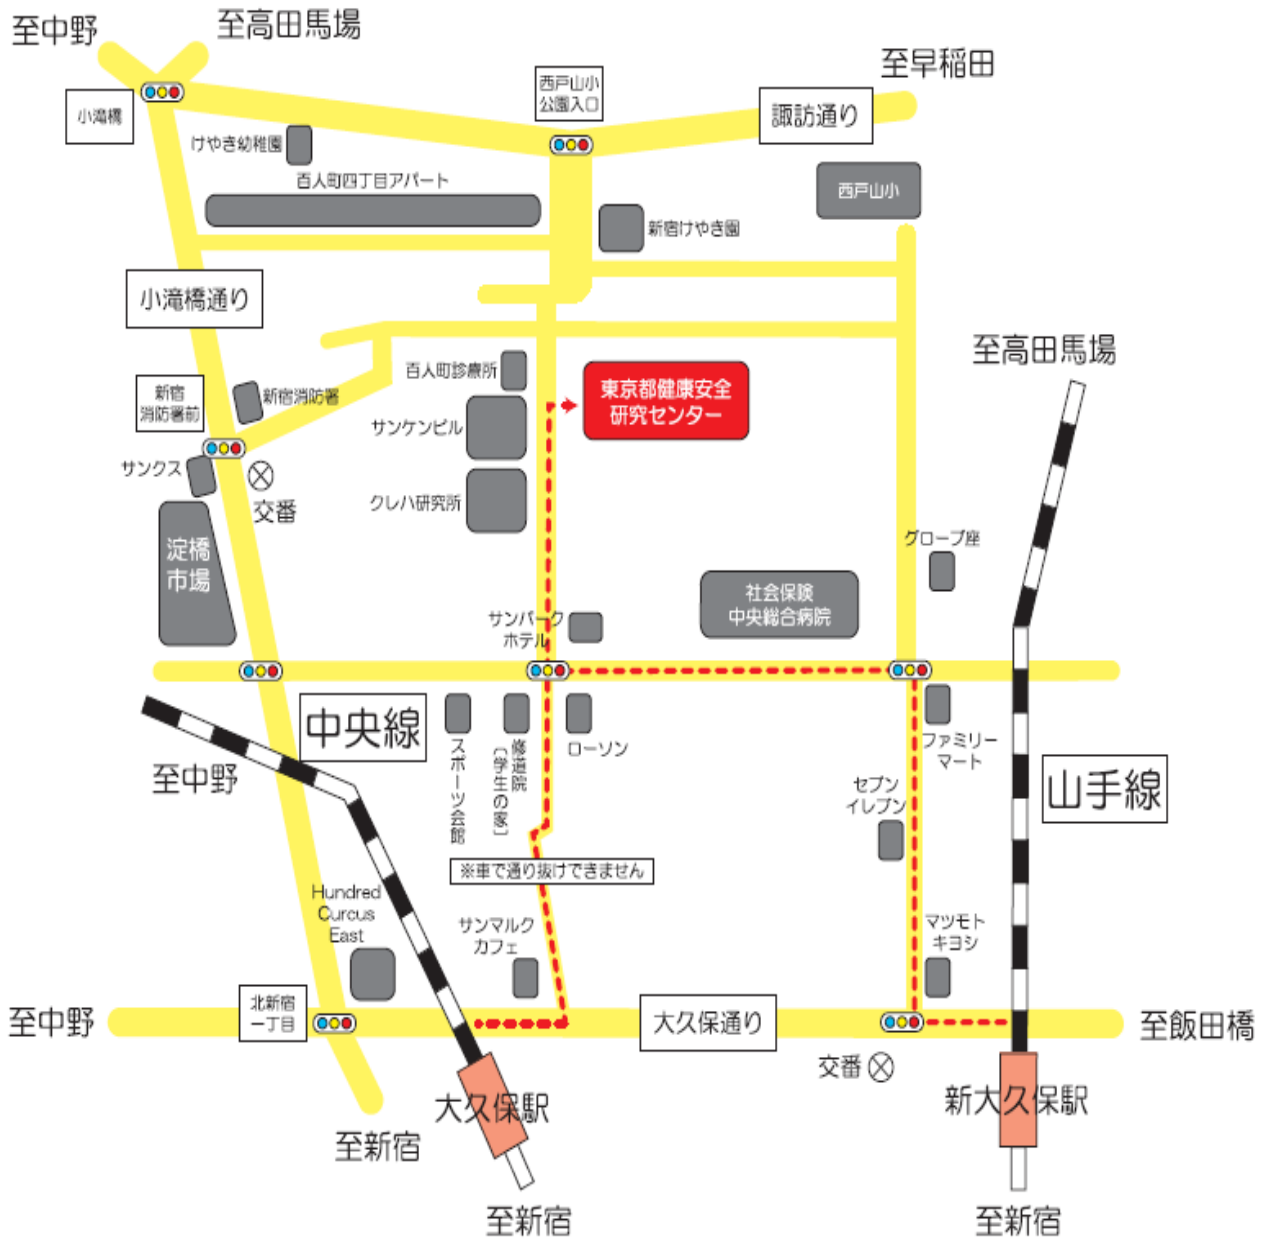 至中野
至高田馬場
至早稲田
小滝橋
西戸山小
公園入口
諏訪通り
けやき幼稚園
百人町四丁目アパート
西戸山小
新宿けやき園
小滝橋通り
至高田馬場
新宿
消防署前
新宿消防署
百人町診療所
東京都健康安全
研究センター
サンケンビル
サンクス
交番
クレハ研究所
淀橋
市場
グローブ座
社会保険
中央総合病院
サンパーク
ホテル
中央線
至中野
スポーツ会館
修道院
〔学生の家〕
ローソン
ファミリー
マート
山手線
セブン
イレブン
※車で通り抜けできません
Hundred
Curcus
East
サンマルク
カフェ
マツモト
キヨシ
至中野
北新宿
一丁目
大久保通り
至飯田橋
交番
大久保駅
新大久保駅
至新宿
至新宿
至新宿